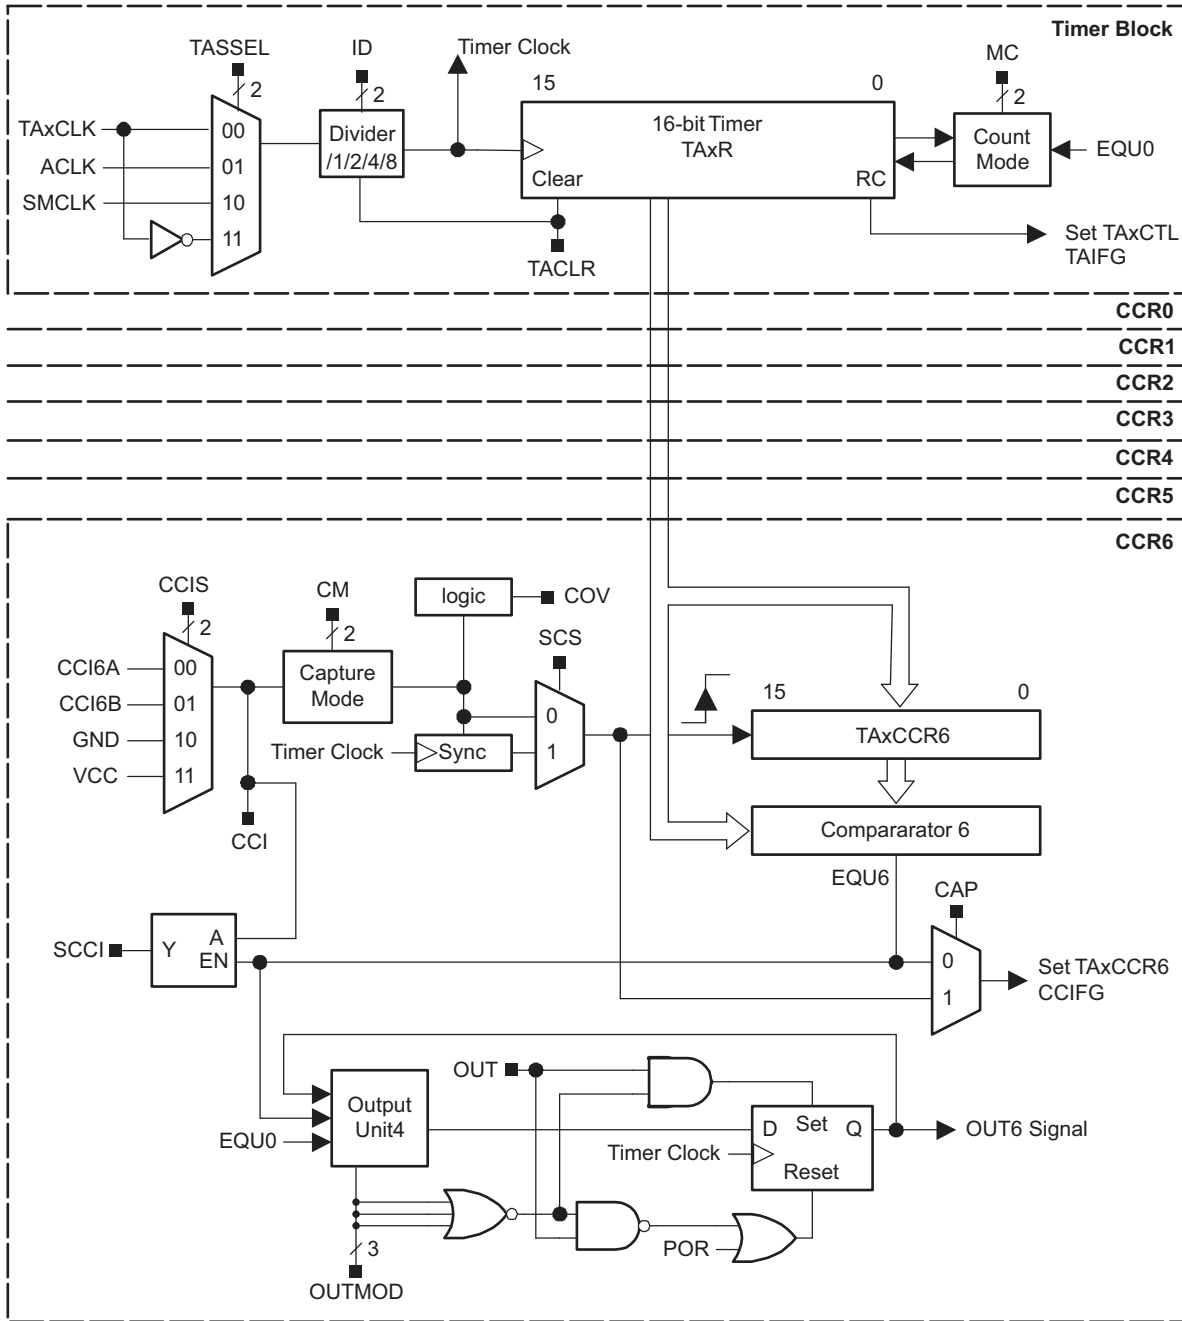 Timer Block
TASSEL
ID
Timer Clock
15
0
MC
2
2
2
TAxCLK
00
Divider
/1/2/4/8
16-bit Timer
TAxR
Count
Mode
EQU0
ACLK
01
SMCLK
10
Clear
RC
11
TACLR
Set TAxCTL
TAIFG
CCR0
CCR1
CCR2
CCR3
CCR4
CCR5
CCR6
CCIS
CM
logic
COV
2
2
SCS
CCI6A
00
Capture
Mode
15
0
CCI6B
01
0
GND
10
Timer Clock
Sync
1
TAxCCR6
VCC
11
CCI
Compararator 6
EQU6
CAP
SCCI
Y
A
EN
0
Set TAxCCR6
CCIFG
1
OUT
Output
Unit4
EQU0
D
Set
Q
OUT6 Signal
Timer Clock
Reset
POR
3
OUTMOD